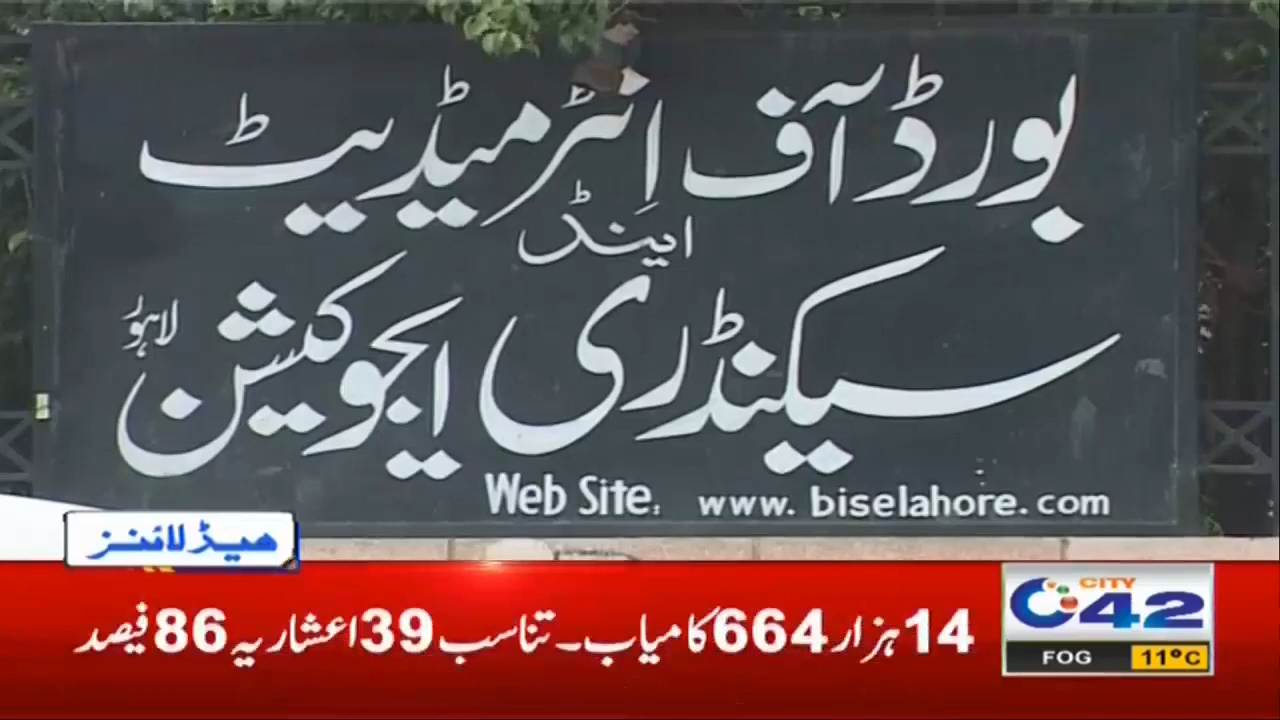 بورڈ آف انٹرمیڈیٹ
اینڈ
سیکنڈری ایجوکیشن لاہور
Web Site: www. biselahore. com
ھیڈ لائنز
14 ہزار 664 کامیاب۔ تناسب 39 اعشاریہ 86 فیصد
CITY
42
FOG 11°C